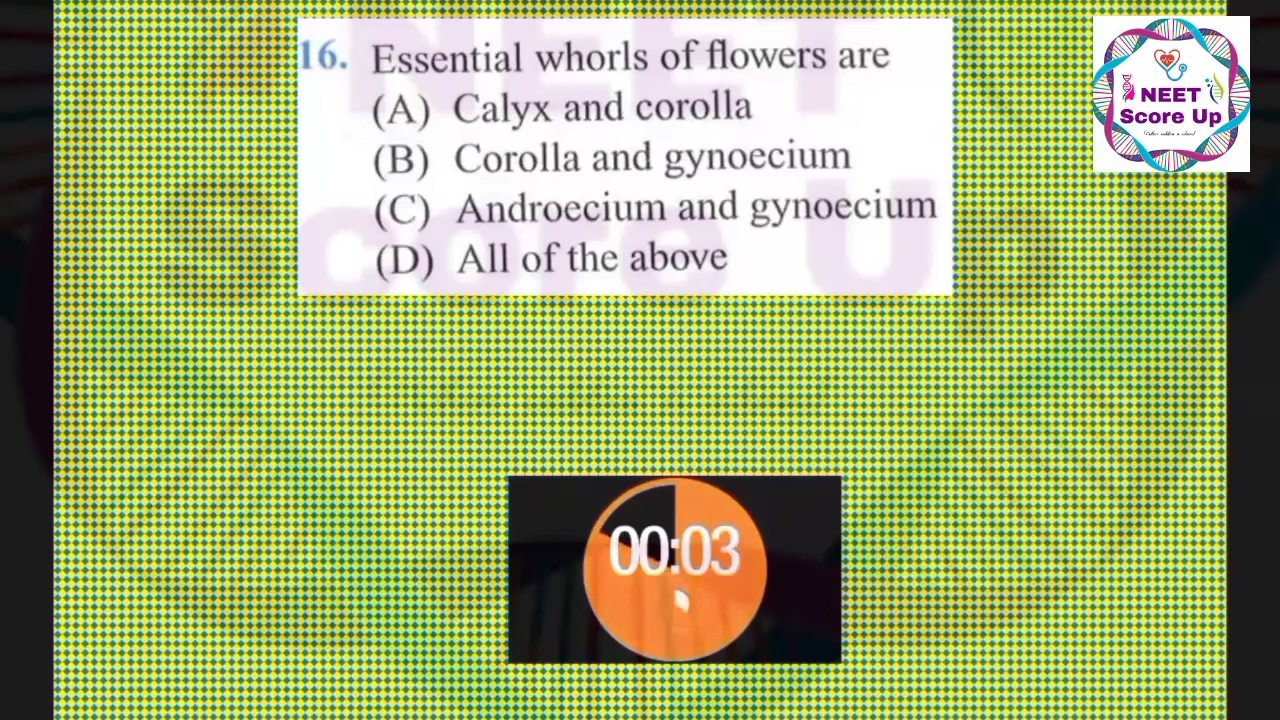 16. Essential whorls of flowers are
(A) Calyx and corolla
(B) Corolla and gynoecium
(C) Androecium and gynoecium
(D) All of the above
NEET
Score Up
00:03